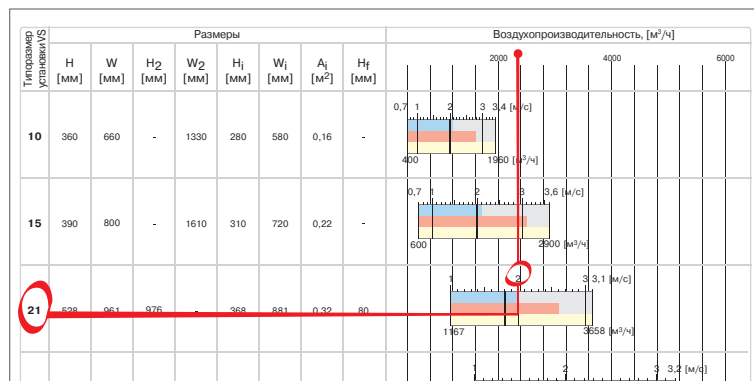 Типоразмер установки VS
Размеры
Воздухопроизводительность, [м³/ч]
H [мм]
W [мм]
H2 [мм]
W2 [мм]
Hi [мм]
Wi [мм]
Ai [м²]
Hf [мм]
2000 4000 6000
10 360 660 - 1330 280 580 0,16 -
0,7 1 2 3 3,4 [м/с]
400 1960 [м³/ч]
15 390 800 - 1610 310 720 0,22 -
0,7 1 2 3 3,6 [м/с]
600 2900 [м³/ч]
21 528 961 976 - 368 881 0,32 80
1 2 3 3,1 [м/с]
1167 3658 [м³/ч]
1 2 3 3,2 [м/с]